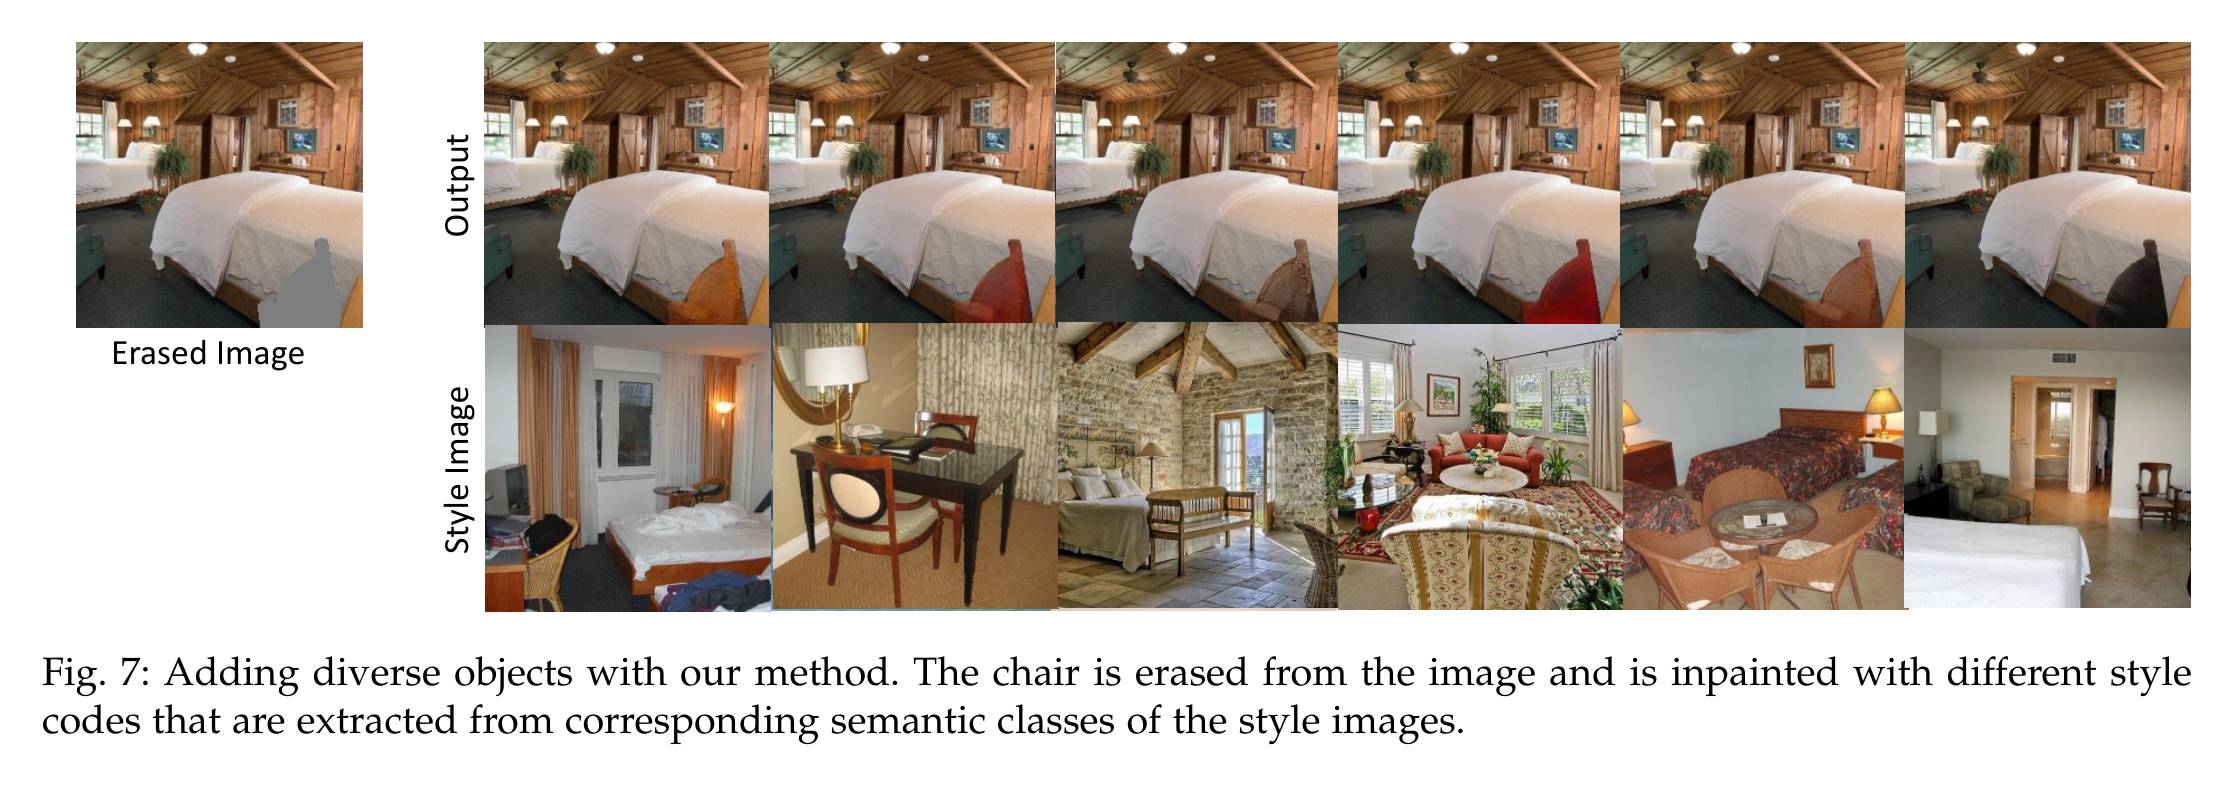 Output
Erased Image
Style Image
Fig. 7: Adding diverse objects with our method. The chair is erased from the image and is inpainted with different style
codes that are extracted from corresponding semantic classes of the style images.